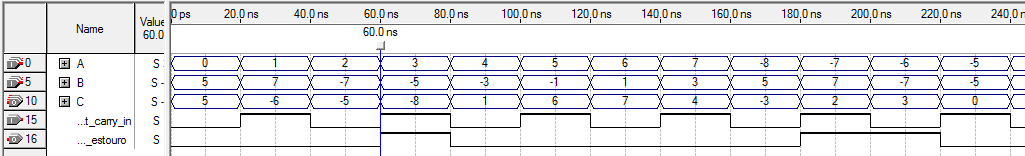 0 ps 20.0 ns 40.0 ns 60.0 ns 80.0 ns 100.0 ns 120.0 ns 140.0 ns 160.0 ns 180.0 ns 200.0 ns 220.0 ns 240.0
Name Value 60.0
60.0 ns
0 A S 0 1 2 3 4 5 6 7 -8 -7 -6 -5
5 B S - 5 7 -7 -5 -3 -1 1 3 5 7 -7 -5
10 C S - 5 -6 -5 -8 1 6 7 4 -3 2 3 0
15 ...t_carry_in S
16 ..._estouro S